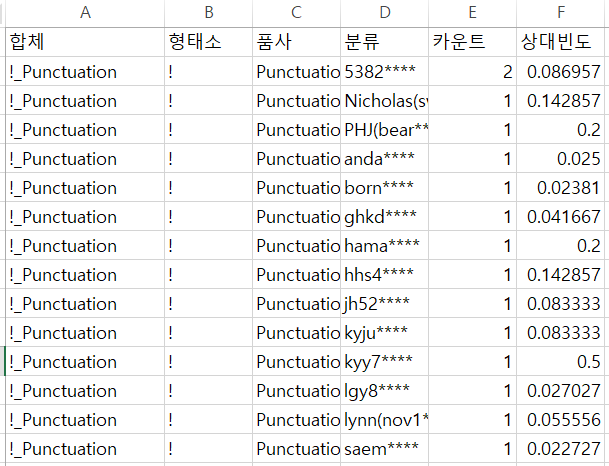 A B C D E F
합체 형태소 품사 분류 카운트 상대빈도
!_Punctuation ! Punctuatio 5382**** 2 0.086957
!_Punctuation ! Punctuatio Nicholas(sv 1 0.142857
!_Punctuation ! Punctuatio PHJ(bear** 1 0.2
!_Punctuation ! Punctuatio anda**** 1 0.025
!_Punctuation ! Punctuatio born**** 1 0.02381
!_Punctuation ! Punctuatio ghkd**** 1 0.041667
!_Punctuation ! Punctuatio hama**** 1 0.2
!_Punctuation ! Punctuatio hhs4**** 1 0.142857
!_Punctuation ! Punctuatio jh52**** 1 0.083333
!_Punctuation ! Punctuatio kyju**** 1 0.083333
!_Punctuation ! Punctuatio kyy7**** 1 0.5
!_Punctuation ! Punctuatio lgy8**** 1 0.027027
!_Punctuation ! Punctuatio lynn(nov1* 1 0.055556
!_Punctuation ! Punctuatio saem**** 1 0.022727